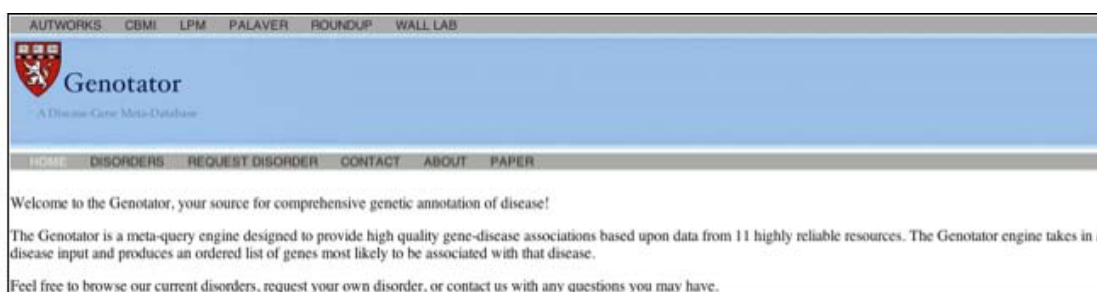 AUTWORKS CBMI LPM PALAVER ROUNDUP WALL LAB
Genotator
A Disease-Gene Meta-Database
HOME DISORDERS REQUEST DISORDER CONTACT ABOUT PAPER
Welcome to the Genotator, your source for comprehensive genetic annotation of disease!
The Genotator is a meta-query engine designed to provide high quality gene-disease associations based upon data from 11 highly reliable resources. The Genotator engine takes in
disease input and produces an ordered list of genes most likely to be associated with that disease.
Feel free to browse our current disorders, request your own disorder, or contact us with any questions you may have.